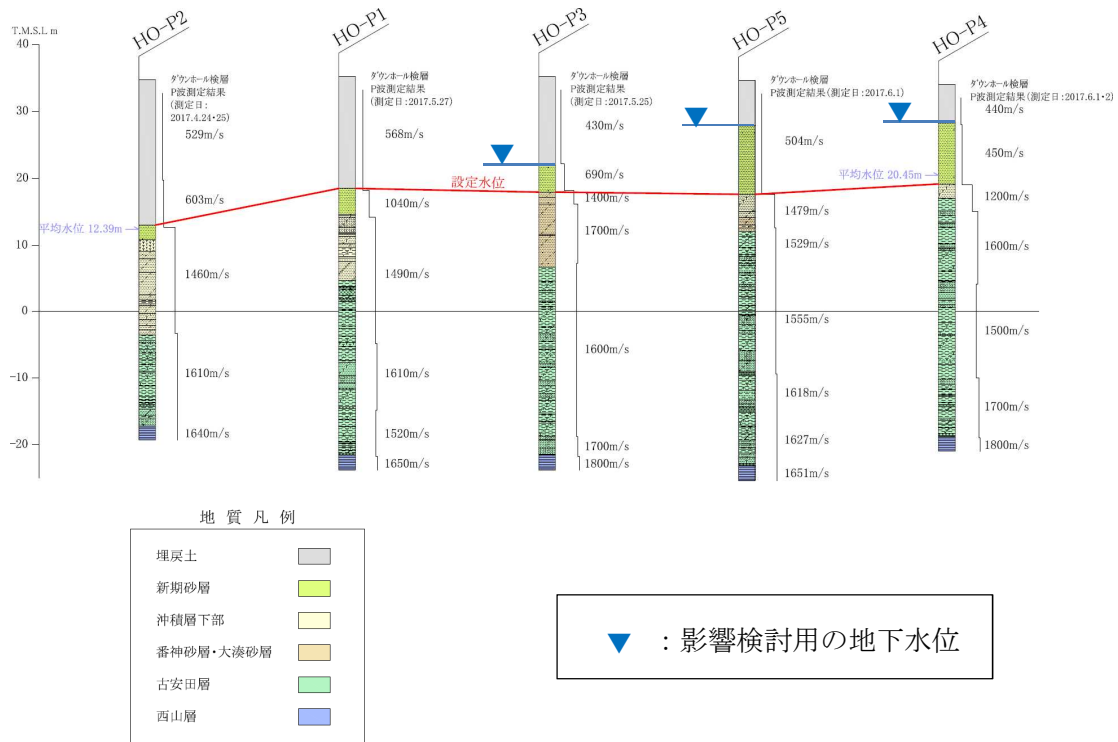 T.M.S.L m
40
30
20
10
0
-10
-20
HO-P2
ダウンホール検層
P波測定結果
(測定日:
2017.4.24・25)
529m/s
603m/s
平均水位 12.39m
1460m/s
1610m/s
1640m/s
HO-P1
ダウンホール検層
P波測定結果
(測定日:2017.5.27)
568m/s
1040m/s
1490m/s
1610m/s
1520m/s
1650m/s
設定水位
HO-P3
ダウンホール検層
P波測定結果
(測定日:2017.5.25)
430m/s
690m/s
1400m/s
1700m/s
1600m/s
1700m/s
1800m/s
HO-P5
ダウンホール検層
P波測定結果(測定日:2017.6.1)
504m/s
1479m/s
1529m/s
1555m/s
1618m/s
1627m/s
1651m/s
HO-P4
ダウンホール検層
P波測定結果(測定日:2017.6.1・2)
440m/s
450m/s
平均水位 20.45m
1200m/s
1600m/s
1500m/s
1700m/s
1800m/s
地質凡例
埋戻土
新期砂層
沖積層下部
番神砂層・大湊砂層
古安田層
西山層
▼ :影響検討用の地下水位